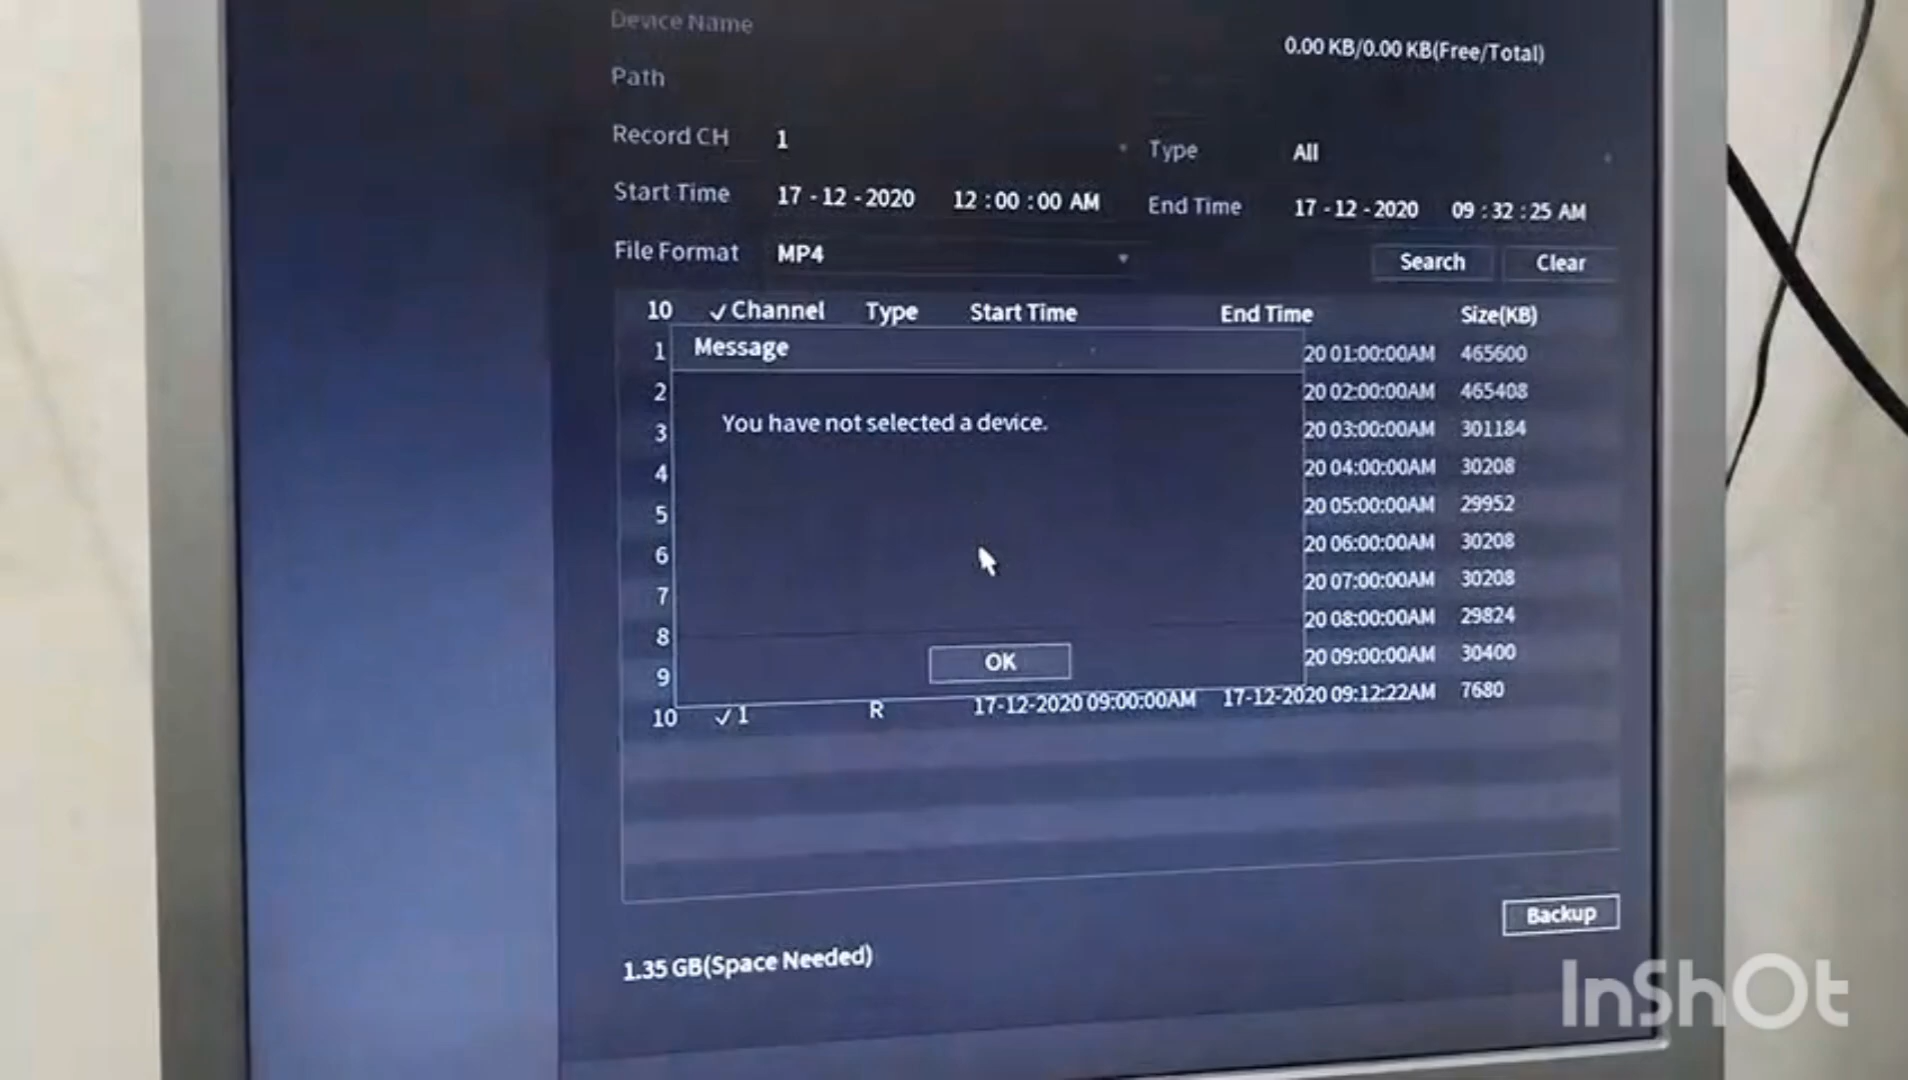 Device Name
0.00 KB/0.00 KB(Free/Total)
Path
Record CH 1 Type All
Start Time 17 - 12 - 2020 12 : 00 : 00 AM End Time 17 - 12 - 2020 09 : 32 : 25 AM
File Format MP4 Search Clear
10 ✓ Channel Type Start Time End Time Size(KB)
1 Message 20 01:00:00AM 465600
2 20 02:00:00AM 465408
You have not selected a device.
3 20 03:00:00AM 301184
4 20 04:00:00AM 30208
5 20 05:00:00AM 29952
6 20 06:00:00AM 30208
7 20 07:00:00AM 30208
8 20 08:00:00AM 29824
OK
9 20 09:00:00AM 30400
10 ✓ 1 R 17-12-2020 09:00:00AM 17-12-2020 09:12:22AM 7680
Backup
1.35 GB(Space Needed)
InShOt